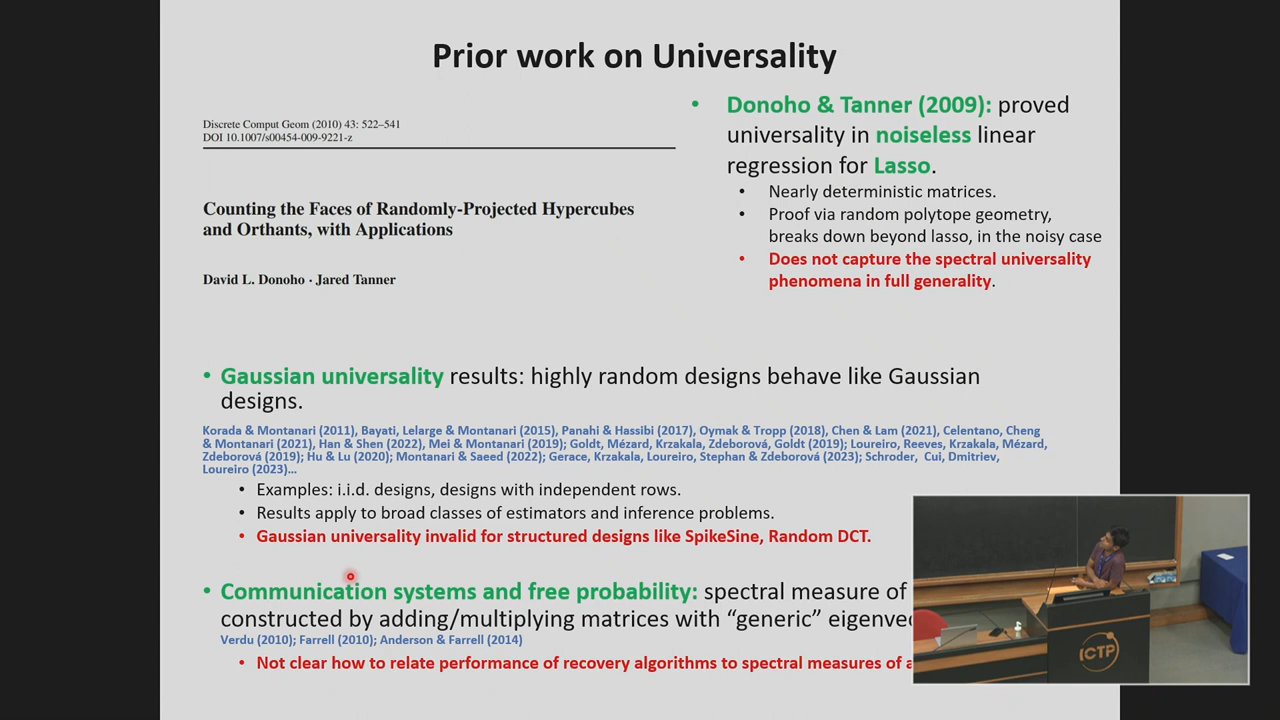 Prior work on Universality
Discrete Comput Geom (2010) 43: 522–541
DOI 10.1007/s00454-009-9221-z
Counting the Faces of Randomly-Projected Hypercubes
and Orthants, with Applications
David L. Donoho · Jared Tanner
• Donoho & Tanner (2009): proved
universality in noiseless linear
regression for Lasso.
• Nearly deterministic matrices.
• Proof via random polytope geometry,
breaks down beyond lasso, in the noisy case
• Does not capture the spectral universality
phenomena in full generality.
• Gaussian universality results: highly random designs behave like Gaussian
designs.
Korada & Montanari (2011), Bayati, Lelarge & Montanari (2015), Panahi & Hassibi (2017), Oymak & Tropp (2018), Chen & Lam (2021), Celentano, Cheng
& Montanari (2021), Han & Shen (2022), Mei & Montanari (2019); Goldt, Mézard, Krzakala, Zdeborová, Goldt (2019); Loureiro, Reeves, Krzakala, Mézard,
Zdeborová (2019); Hu & Lu (2020); Montanari & Saeed (2022); Gerace, Krzakala, Loureiro, Stephan & Zdeborová (2023); Schroder, Cui, Dmitriev,
Loureiro (2023)...
• Examples: i.i.d. designs, designs with independent rows.
• Results apply to broad classes of estimators and inference problems.
• Gaussian universality invalid for structured designs like SpikeSine, Random DCT.
• Communication systems and free probability: spectral measure of
constructed by adding/multiplying matrices with “generic”
Verdu (2010); Farrell (2010); Anderson & Farrell (2014)
• Not clear how to relate performance of recovery algorithms to spectral measures of
ICTP